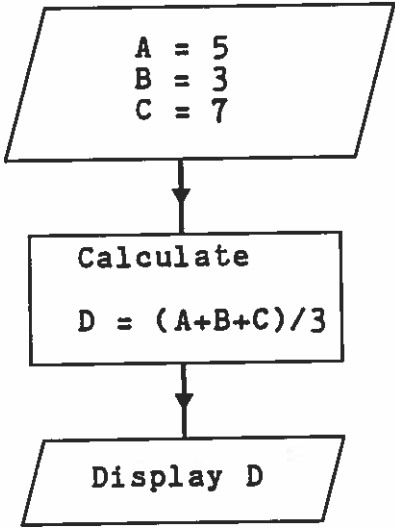 A = 5
B = 3
C = 7
Calculate
D = (A+B+C)/3
Display D